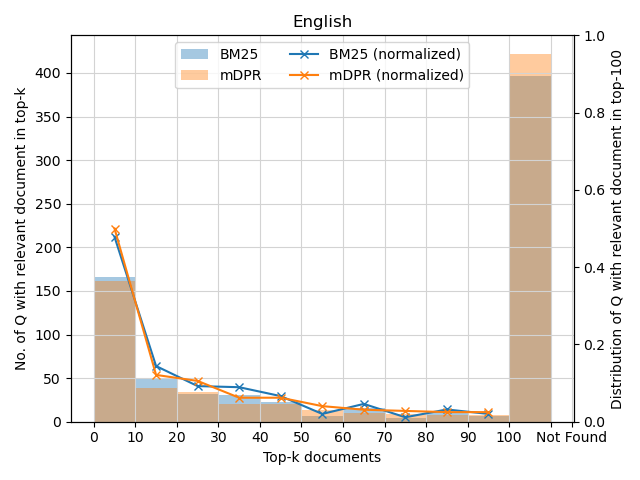 English
BM25
mDPR
BM25 (normalized)
mDPR (normalized)
No. of Q with relevant document in top-k
0
50
100
150
200
250
300
350
400
0 10 20 30 40 50 60 70 80 90 100 Not Found
Top-k documents
0.0
0.2
0.4
0.6
0.8
1.0
Distribution of Q with relevant document in top-100